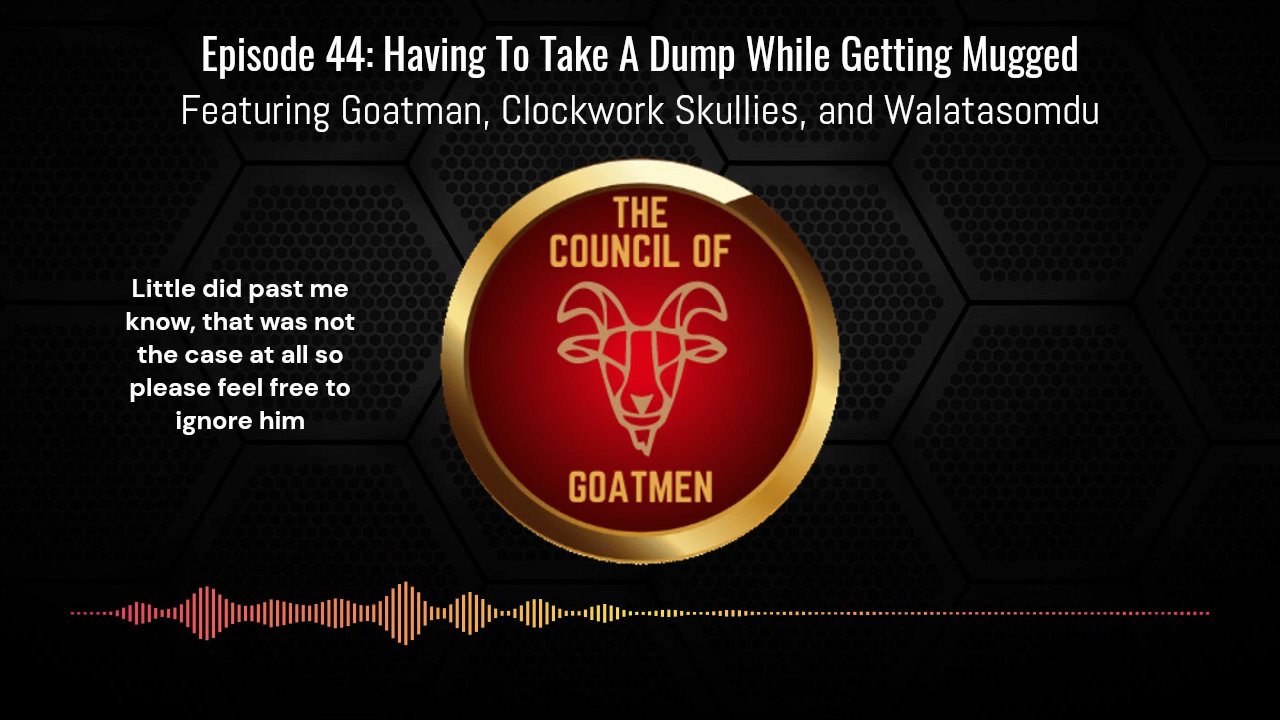 Episode 44: Having To Take A Dump While Getting Mugged
Featuring Goatman, Clockwork Skullies, and Walatasomdu
THE
COUNCIL OF
GOATMEN
Little did past me
know, that was not
the case at all so
please feel free to
ignore him